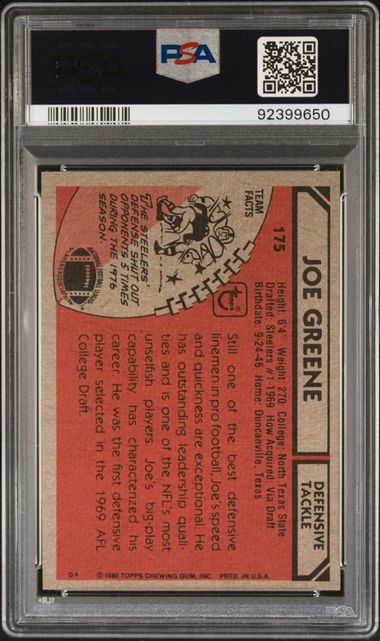 PSA
PSA
92399650
175
JOE GREENE
DEFENSIVE
TACKLE
Height: 6'4" Weight: 270 College: North Texas State
Drafted: Steelers #1-1969 How Acquired: Via Draft
Birthdate: 9-24-46 Home: Duncanville, Texas
TEAM
FACTS
THE STEELERS'
DEFENSE SHUT OUT
OPPONENTS 5 TIMES
DURING THE 1976
SEASON.
Topps
Still one of the best defensive
linemen in pro football, Joe's speed
and quickness are exceptional. He
has outstanding leadership quali-
ties and is one of the NFL's most
unselfish players. Joe's big-play
capability has characterized his
career. He was the first defensive
player selected in the 1969 AFL
College Draft.
D*
© 1980 TOPPS CHEWING GUM, INC. PRTD. IN U.S.A.